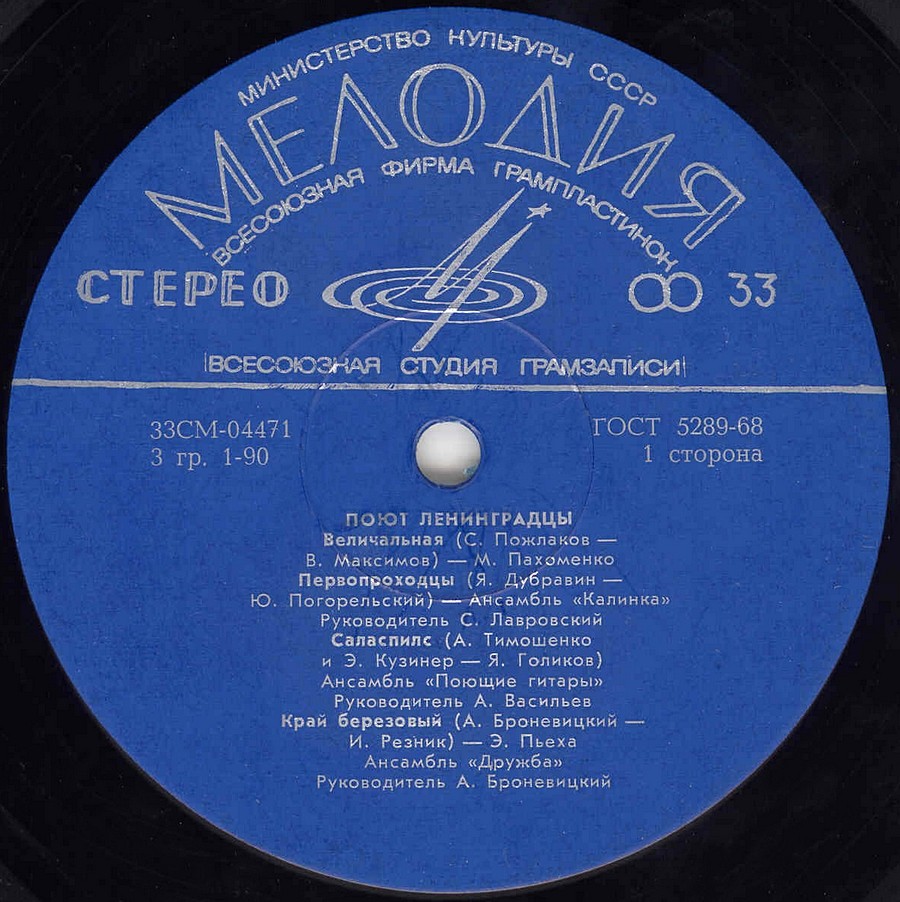 МИНИСТЕРСТВО КУЛЬТУРЫ СССР
МЕЛОДИЯ
ВСЕСОЮЗНАЯ ФИРМА ГРАМПЛАСТИНОК
СТЕРЕО 33
ВСЕСОЮЗНАЯ СТУДИЯ ГРАМЗАПИСИ
33СМ-04471 ГОСТ 5289-68
3 гр. 1-90 1 сторона
ПОЮТ ЛЕНИНГРАДЦЫ
Величальная (С. Пожлаков —
В. Максимов) — М. Пахоменко
Первопроходцы (Я. Дубравин —
Ю. Погорельский) — Ансамбль «Калинка»
Руководитель С. Лавровский
Саласпилс (А. Тимошенко
и Э. Кузинер — Я. Голиков)
Ансамбль «Поющие гитары»
Руководитель А. Васильев
Край березовый (А. Броневицкий —
И. Резник) — Э. Пьеха
Ансамбль «Дружба»
Руководитель А. Броневицкий